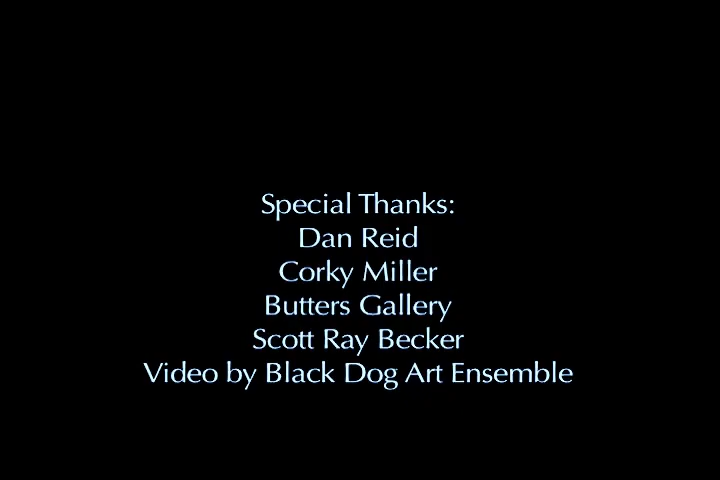 Special Thanks:
Dan Reid
Corky Miller
Butters Gallery
Scott Ray Becker
Video by Black Dog Art Ensemble